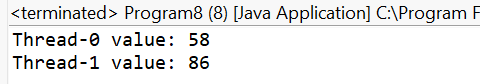 <terminated> Program8 (8) [Java Application] C:\Program F
Thread-0 value: 58
Thread-1 value: 86